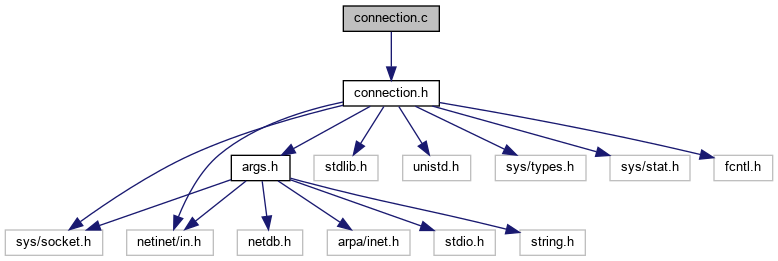 connection.c
connection.h
args.h
stdlib.h
unistd.h
sys/types.h
sys/stat.h
fcntl.h
sys/socket.h
netinet/in.h
netdb.h
arpa/inet.h
stdio.h
string.h